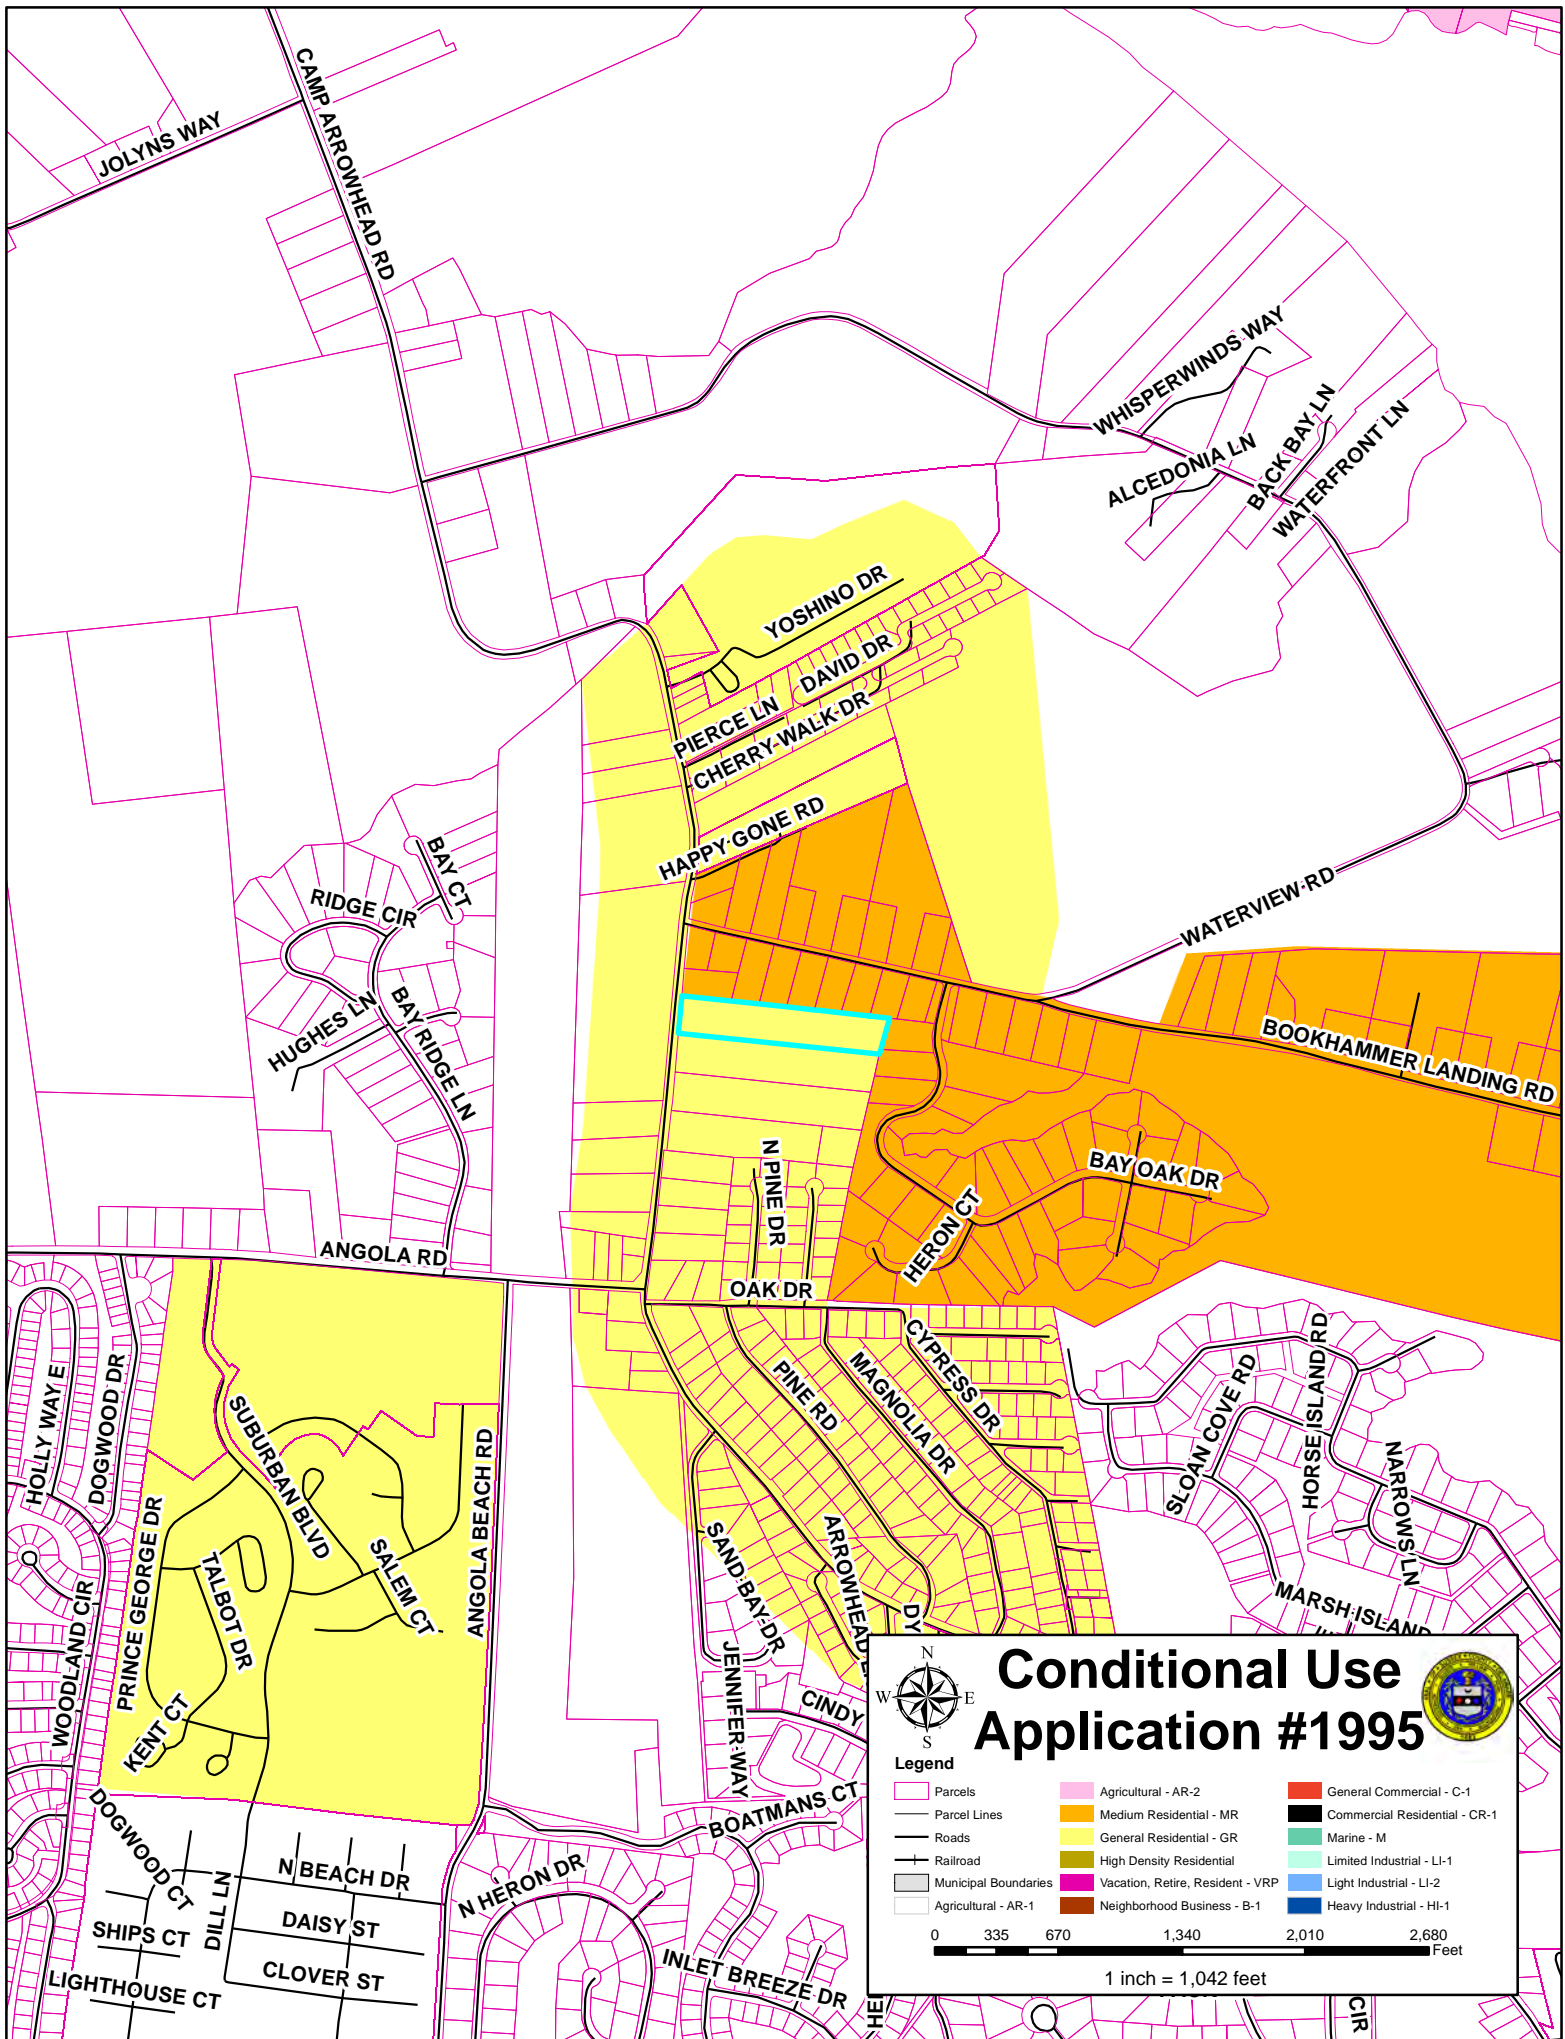 CAMP ARROWHEAD RD
JOLYNS WAY
WHISPERWINDS WAY
ALCEDONIA LN
BACK BAY LN
WATERFRONT LN
YOSHINO DR
DAVID DR
PIERCE LN
CHERRY WALK DR
HAPPY GONE RD
BAY CT
RIDGE CIR
HUGHES LN
BAY RIDGE LN
WATERVIEW RD
BOOKHAMMER LANDING RD
N PINE DR
BAY OAK DR
HERON CT
ANGOLA RD
OAK DR
HOLLY WAY E
DOGWOOD DR
SUBURBAN BLVD
PINE RD
MAGNOLIA DR
CYPRESS DR
SLOAN COVE RD
HORSE ISLAND RD
NARROWS LN
ANGOLA BEACH RD
PRINCE GEORGE DR
TALBOT DR
SALEM CT
WOODLAND CIR
KENT CT
SAND BAY DR
ARROWHEAD
DY
MARSH ISLAND
JENNIFER WAY
CINDY
BOATMANS CT
DOGWOOD CT
DILL LN
N BEACH DR
N HERON DR
SHIPS CT
DAISY ST
LIGHTHOUSE CT
CLOVER ST
INLET BREEZE DR
HE
CIR
N
W E
S
Conditional Use
Application #1995
Legend
Parcels
Parcel Lines
Roads
Railroad
Municipal Boundaries
Agricultural - AR-1
Agricultural - AR-2
Medium Residential - MR
General Residential - GR
High Density Residential
Vacation, Retire, Resident - VRP
Neighborhood Business - B-1
General Commercial - C-1
Commercial Residential - CR-1
Marine - M
Limited Industrial - LI-1
Light Industrial - LI-2
Heavy Industrial - HI-1
0 335 670 1,340 2,010 2,680
Feet
1 inch = 1,042 feet